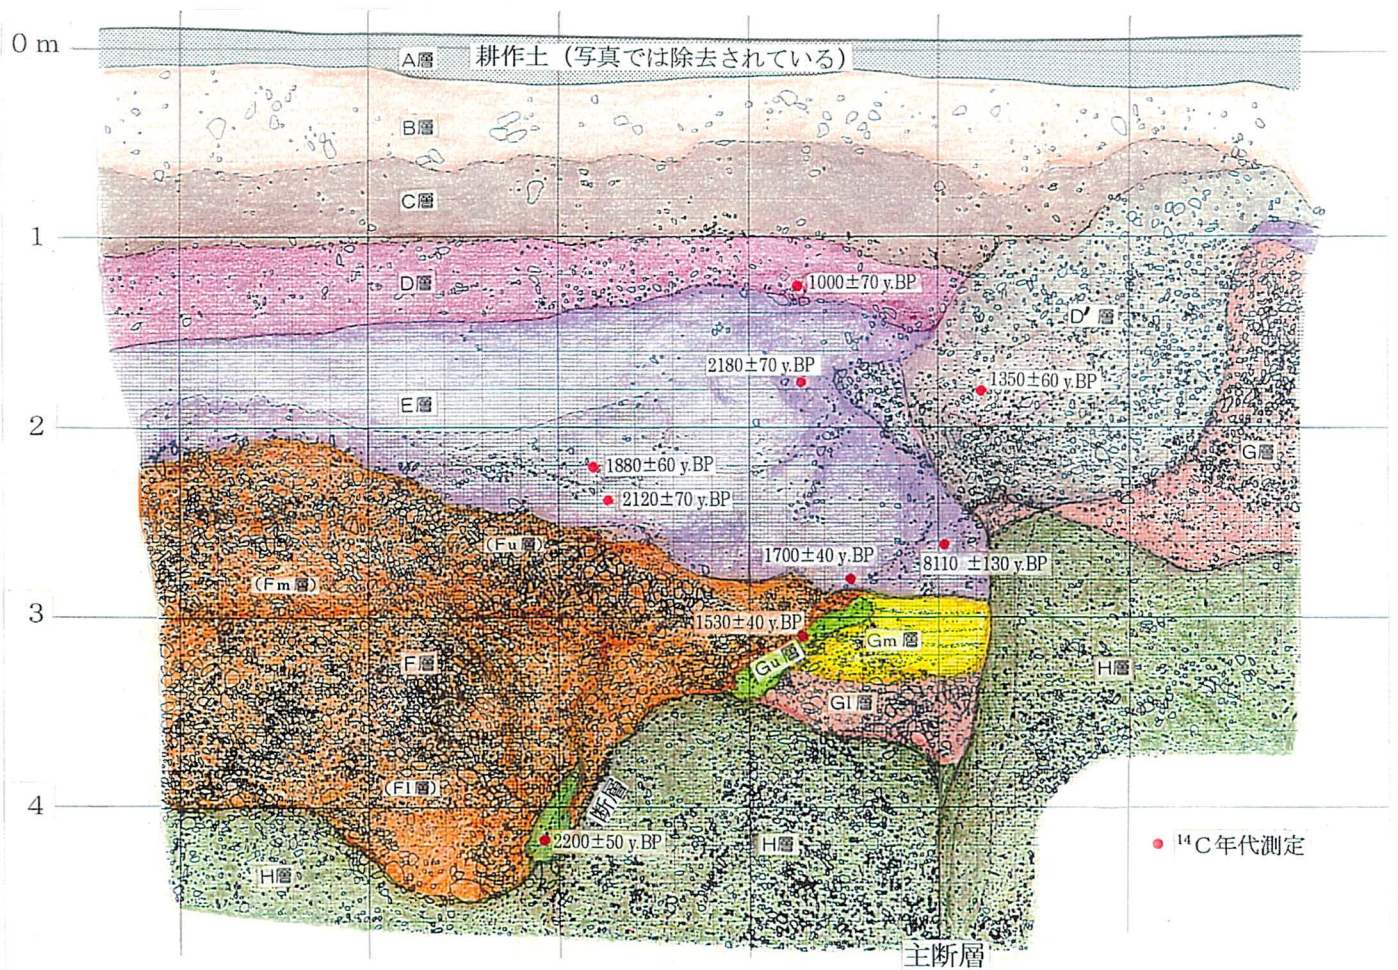 0 m
A層
耕作土（写真では除去されている）
B層
C層
1
D層
1000±70 y.BP
D′層
2180±70 y.BP
1350±60 y.BP
E層
2
G層
1880±60 y.BP
2120±70 y.BP
(Fu層)
1700±40 y.BP
8110 ±130 y.BP
(Fm層)
3
1530±40 y.BP
Gm層
Gu層
F層
H層
Gl層
(Fl層)
断層
4
2200±50 y.BP
H層
H層
14C年代測定
主断層